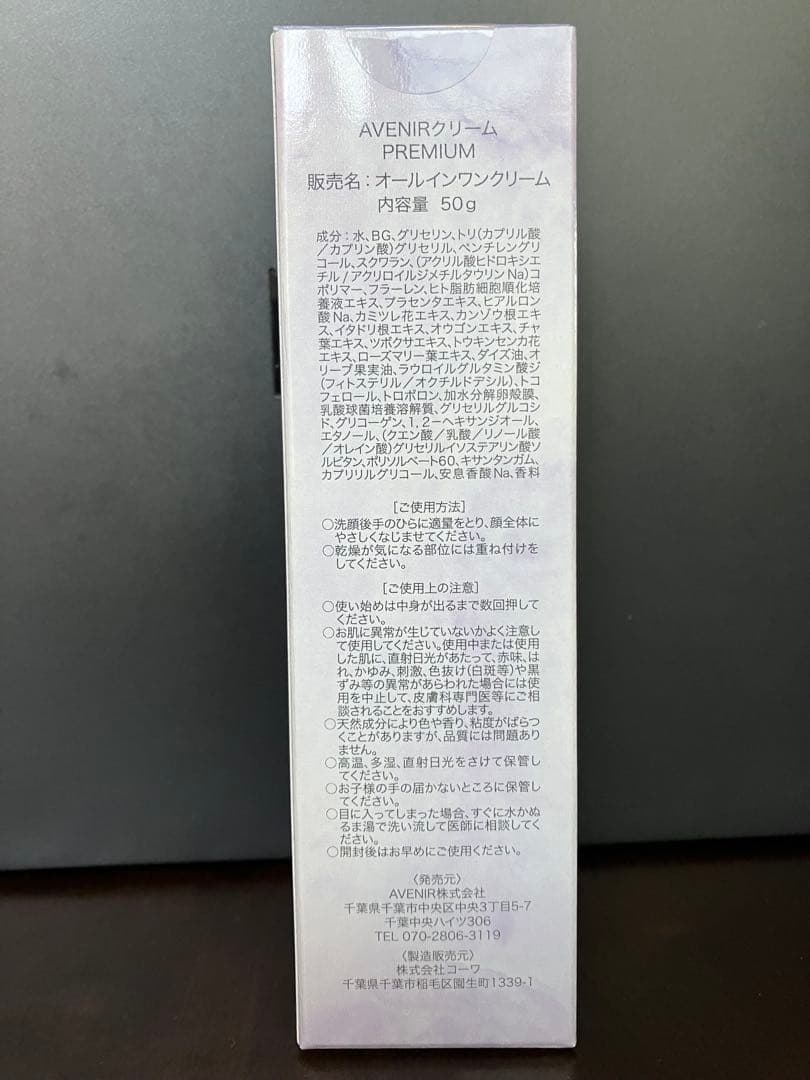 AVENIRクリーム
PREMIUM
販売名：オールインワンクリーム
内容量 50g
成分：水、BG、グリセリン、トリ(カプリル酸
／カプリン酸)グリセリル、ペンチレングリ
コール、スクワラン、(アクリル酸ヒドロキシエ
チル/アクリロイルジメチルタウリンNa)コ
ポリマー、フラーレン、ヒト脂肪細胞順化培
養液エキス、プラセンタエキス、ヒアルロン
酸Na、カミツレ花エキス、カンゾウ根エキ
ス、イタドリ根エキス、オウゴンエキス、チャ
葉エキス、ツボクサエキス、トウキンセンカ花
エキス、ローズマリー葉エキス、ダイズ油、オ
リーブ果実油、ラウロイルグルタミン酸ジ
(フィトステリル／オクチルドデシル)、トコ
フェロール、トロポロン、加水分解卵殻膜、
乳酸球菌培養溶解質、グリセリルグルコシ
ド、グリコーゲン、1,2－ヘキサンジオール、
エタノール、(クエン酸／乳酸／リノール酸
／オレイン酸)グリセリルイソステアリン酸ソ
ルビタン、ポリソルベート60、キサンタンガム、
カプリリルグリコール、安息香酸Na、香料
［ご使用方法］
○洗顔後手のひらに適量をとり、顔全体に
やさしくなじませてください。
○乾燥が気になる部位には重ね付けを
してください。
［ご使用上の注意］
○使い始めは中身が出るまで数回押して
ください。
○お肌に異常が生じていないかよく注意し
て使用してください。使用中または使用
した肌に、直射日光があたって、赤味、は
れ、かゆみ、刺激、色抜け(白斑等)や黒
ずみ等の異常があらわれた場合には使
用を中止して、皮膚科専門医等にご相
談されることをおすすめします。
○天然成分により色や香り、粘度がばらつ
くことがありますが、品質には問題あり
ません。
○高温、多湿、直射日光をさけて保管し
てください。
○お子様の手の届かないところに保管し
てください。
○目に入ってしまった場合、すぐに水かぬ
るま湯で洗い流して医師に相談してく
ださい。
○開封後はお早めにご使用ください。
〈発売元〉
AVENIR株式会社
千葉県千葉市中央区中央3丁目5-7
千葉中央ハイツ306
TEL 070-2806-3119
〈製造販売元〉
株式会社コーワ
千葉県千葉市稲毛区園生町1339-1